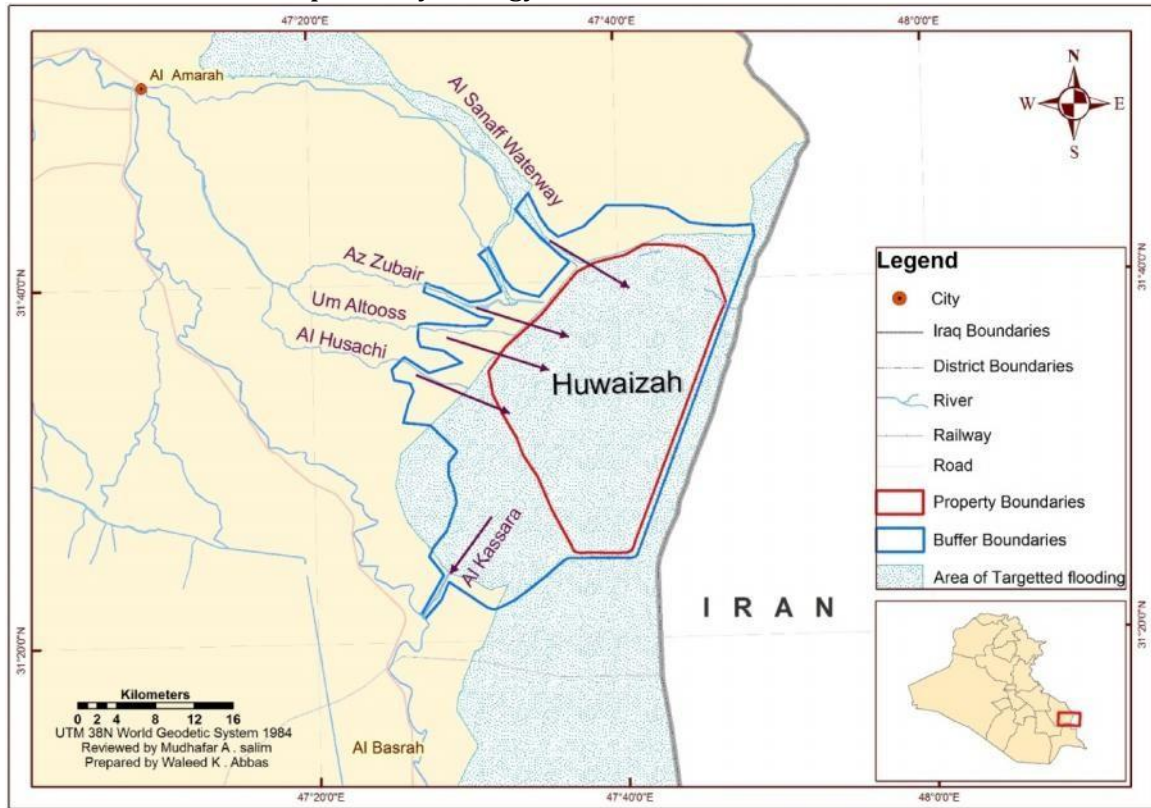 47°20'0"E
47°40'0"E
48°0'0"E
Al Amarah
Al Sanaff Waterway
N
W
E
S
31°40'0"N
31°40'0"N
Az Zubair
Um Altooss
Al Husachi
Huwaizah
Al Kassara
Legend
City
Iraq Boundaries
District Boundaries
River
Railway
Road
Property Boundaries
Buffer Boundaries
Area of Targetted flooding
I R A N
31°20'0"N
31°20'0"N
Kilometers
0 2 4 8 12 16
UTM 38N World Geodetic System 1984
Reviewed by Mudhafar A . salim
Prepared by Waleed K . Abbas
Al Basrah
47°20'0"E
47°40'0"E
48°0'0"E